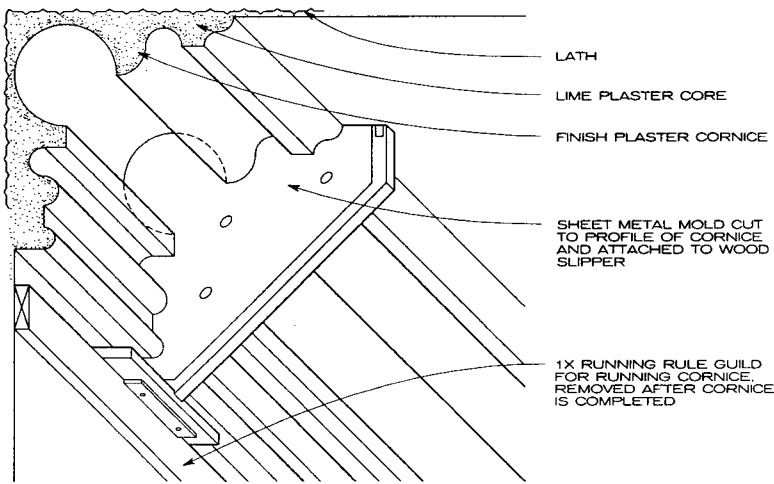 LATH
LIME PLASTER CORE
FINISH PLASTER CORNICE
SHEET METAL MOLD CUT
TO PROFILE OF CORNICE
AND ATTACHED TO WOOD
SLIPPER
1X RUNNING RULE GUILD
FOR RUNNING CORNICE,
REMOVED AFTER CORNICE
IS COMPLETED